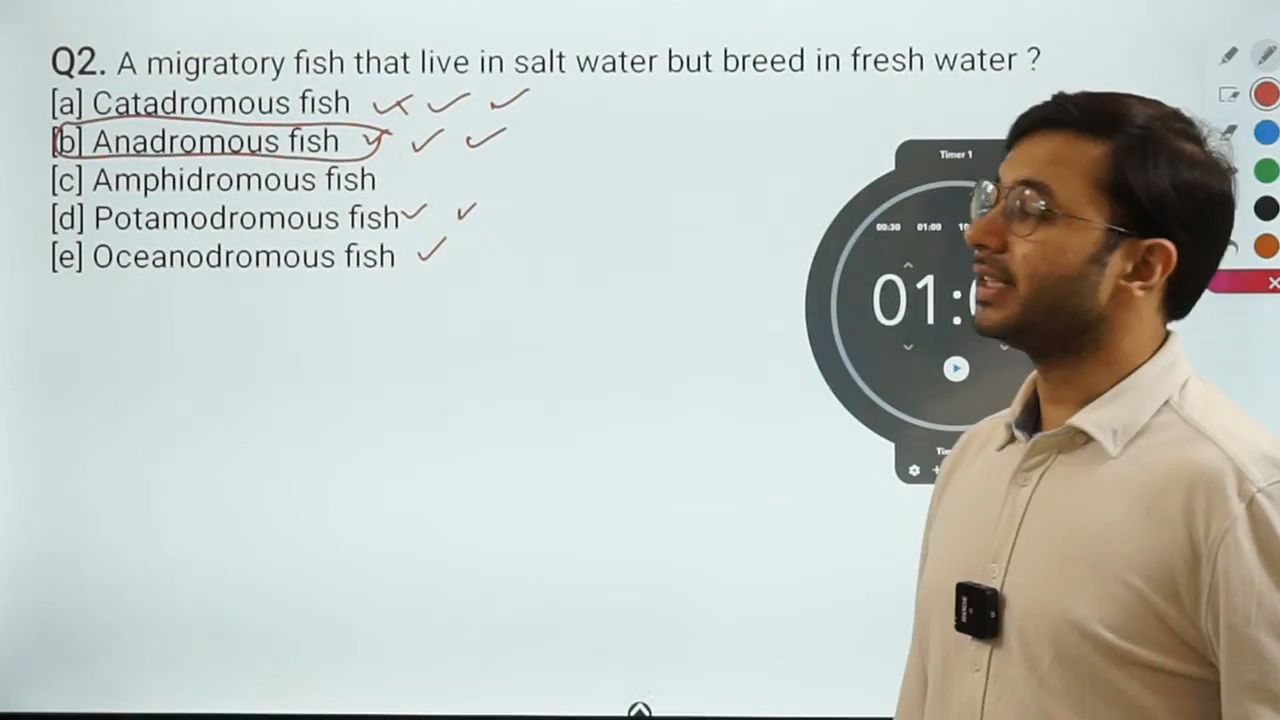 Q2. A migratory fish that live in salt water but breed in fresh water ?
[a] Catadromous fish
[b] Anadromous fish
[c] Amphidromous fish
[d] Potamodromous fish
[e] Oceanodromous fish
Timer 1
00:30 01:00
01: